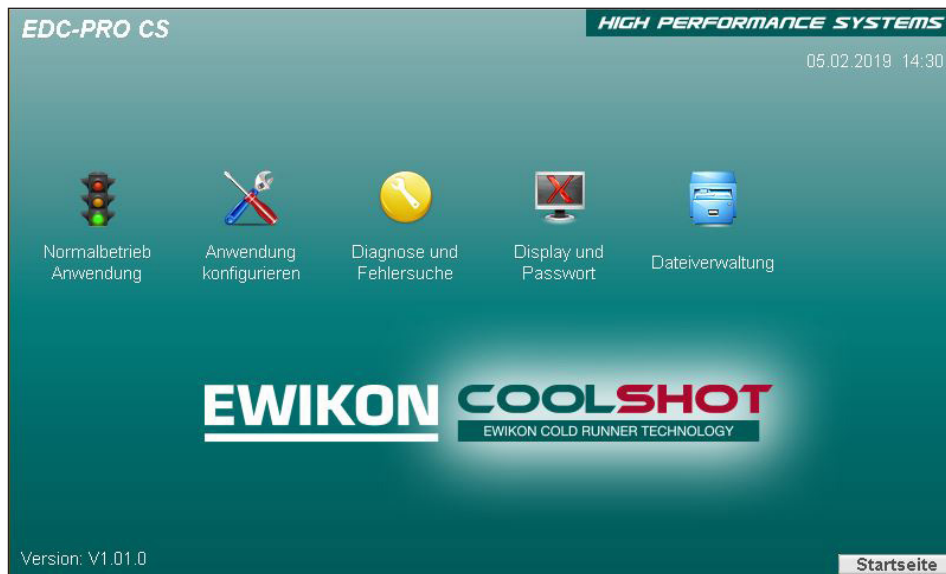 EDC-PRO CS
HIGH PERFORMANCE SYSTEMS
05.02.2019 14:30
Normalbetrieb
Anwendung
Anwendung
konfigurieren
Diagnose und
Fehlersuche
Display und
Passwort
Dateiverwaltung
EWIKON
COOLSHOT
EWIKON COLD RUNNER TECHNOLOGY
Version: V1.01.0
Startseite